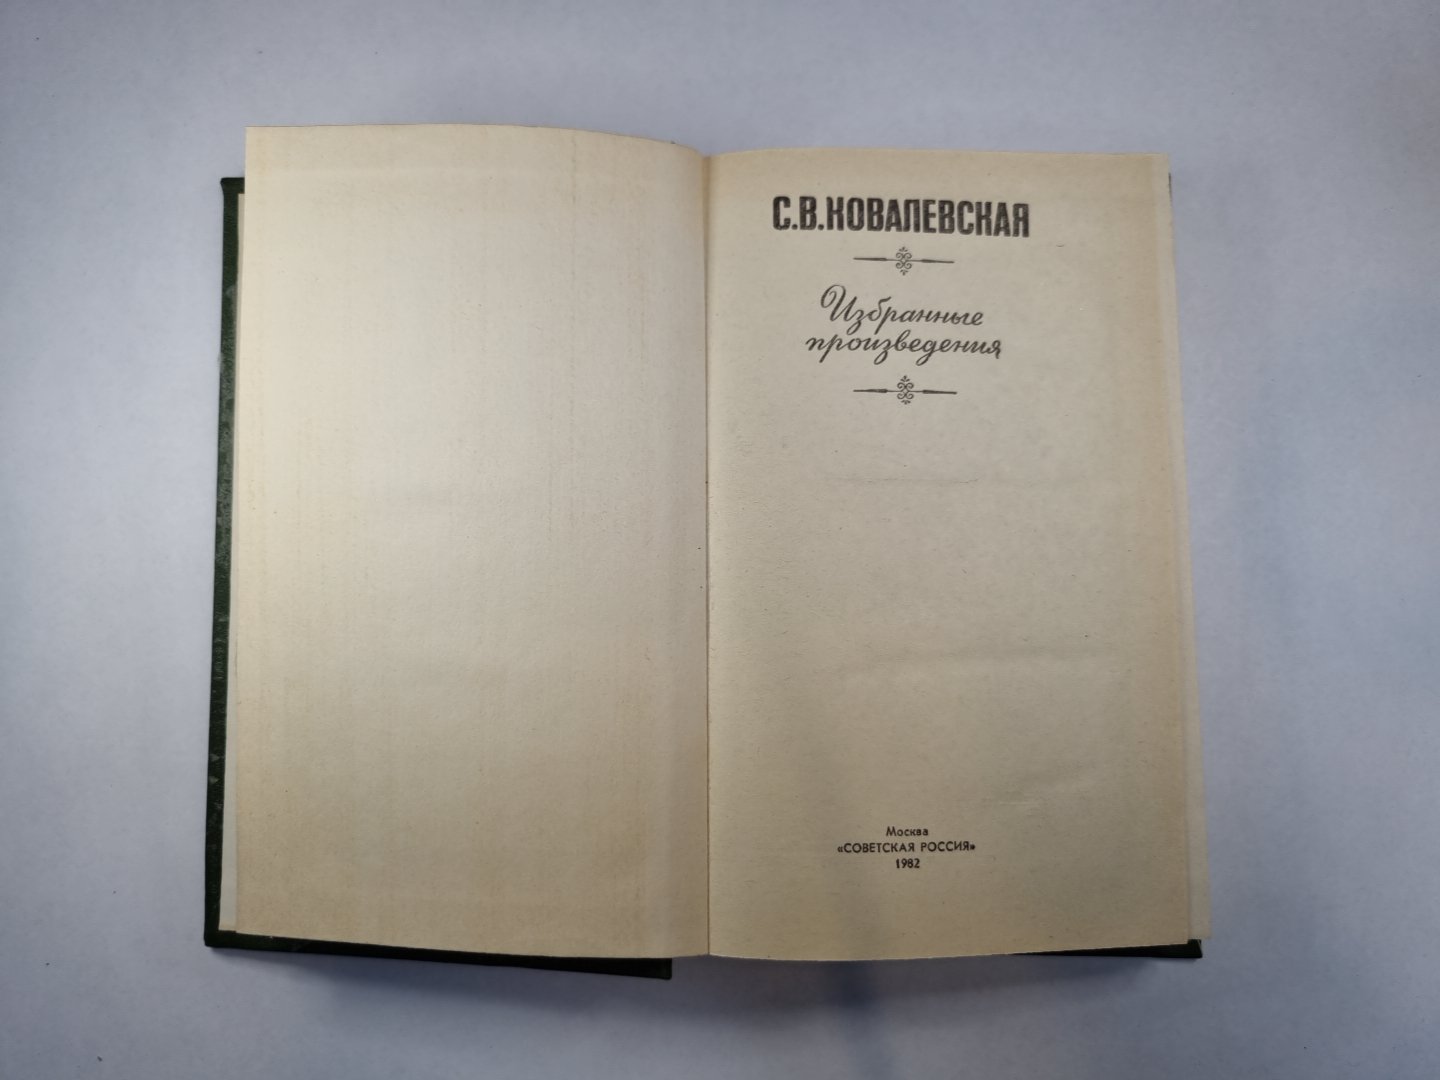 С.В.КОВАЛЕВСКАЯ
Избранные
произведения
Москва
«СОВЕТСКАЯ РОССИЯ»
1982